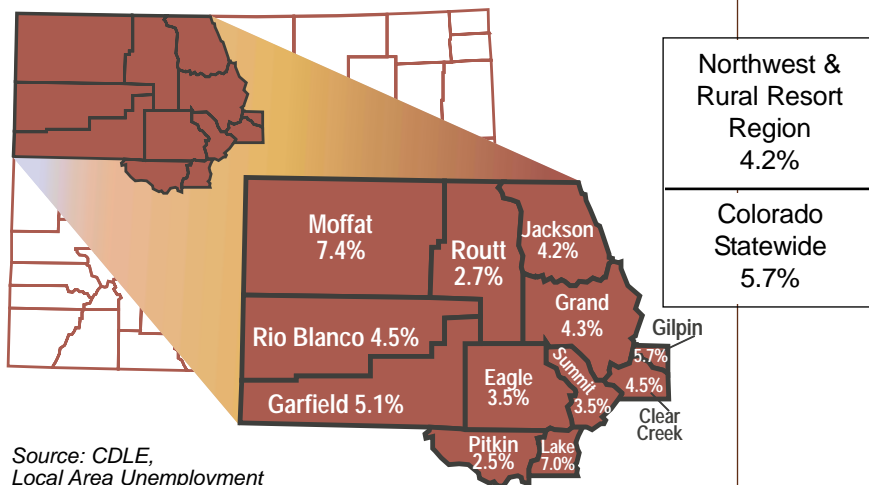 Northwest &
Rural Resort
Region
4.2%
Colorado
Statewide
5.7%
Moffat
7.4%
Routt
2.7%
Jackson
4.2%
Grand
4.3%
Rio Blanco 4.5%
Gilpin
5.7%
4.5%
Clear
Creek
Summit
3.5%
Eagle
3.5%
Garfield 5.1%
Pitkin
2.5%
Lake
7.0%
Source: CDLE,
Local Area Unemployment